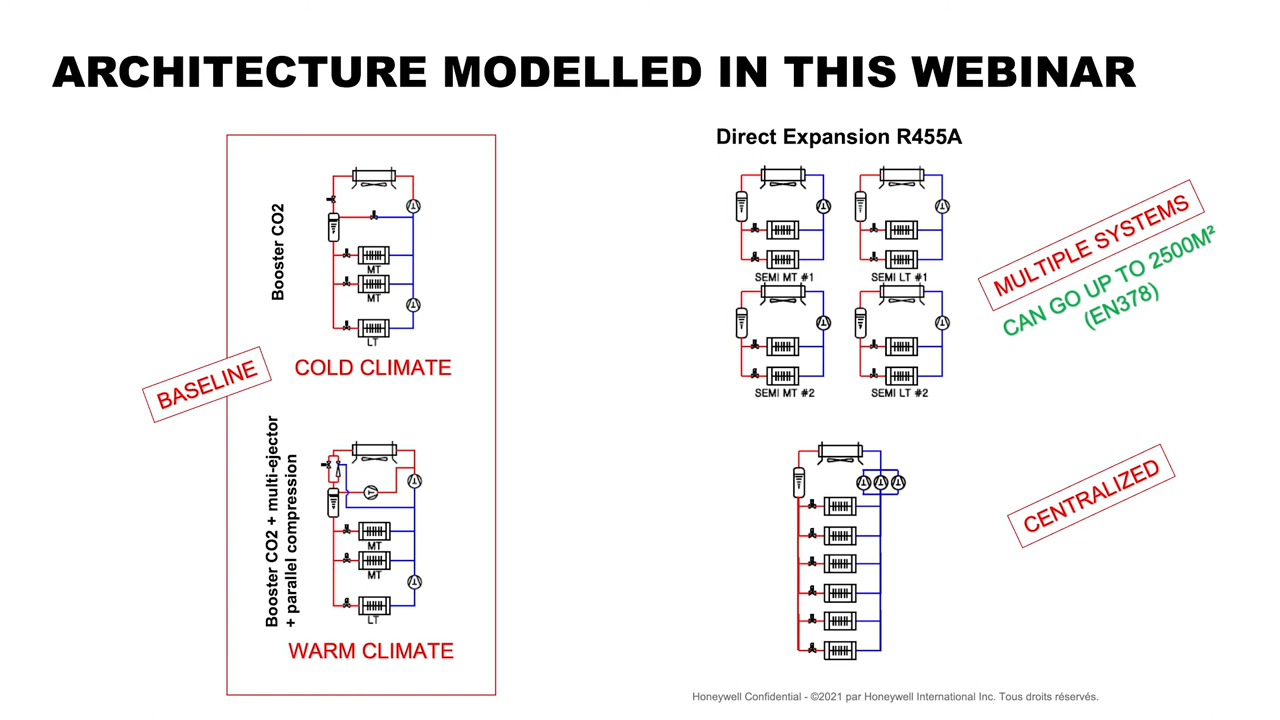 ARCHITECTURE MODELLED IN THIS WEBINAR
BASELINE
Booster CO2
MT
MT
LT
COLD CLIMATE
Booster CO2 + multi-ejector
+ parallel compression
MT
MT
LT
WARM CLIMATE
Direct Expansion R455A
SEMI MT #1
SEMI LT #1
SEMI MT #2
SEMI LT #2
MULTIPLE SYSTEMS
CAN GO UP TO 2500M²
(EN378)
CENTRALIZED
Honeywell Confidential - ©2021 par Honeywell International Inc. Tous droits réservés.